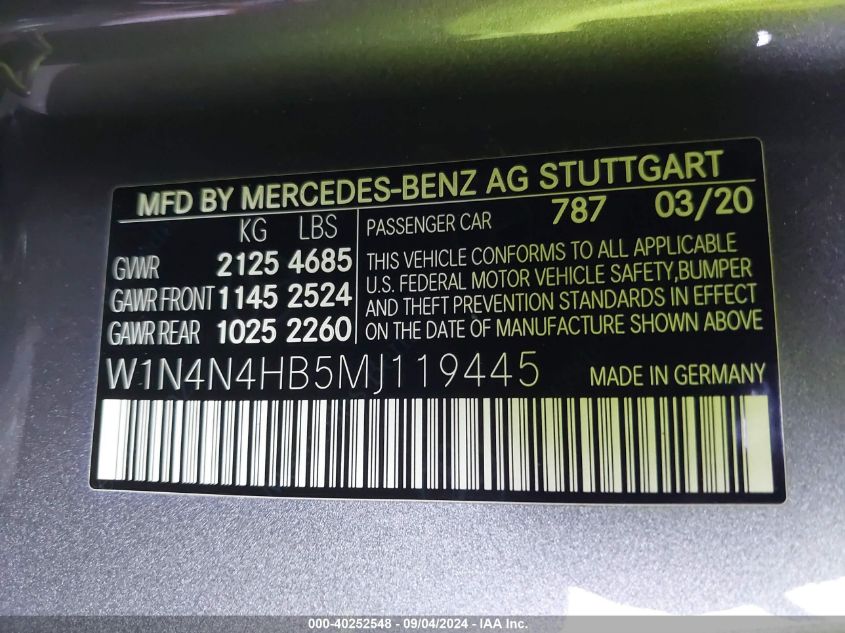 MFD BY MERCEDES-BENZ AG STUTTGART
KG LBS
GVWR 2125 4685
GAWR FRONT 1145 2524
GAWR REAR 1025 2260
PASSENGER CAR 787 03/20
THIS VEHICLE CONFORMS TO ALL APPLICABLE
U.S. FEDERAL MOTOR VEHICLE SAFETY,BUMPER
AND THEFT PREVENTION STANDARDS IN EFFECT
ON THE DATE OF MANUFACTURE SHOWN ABOVE
W1N4N4HB5MJ119445 MADE IN GERMANY
000-40252548 - 09/04/2024 - IAA Inc.